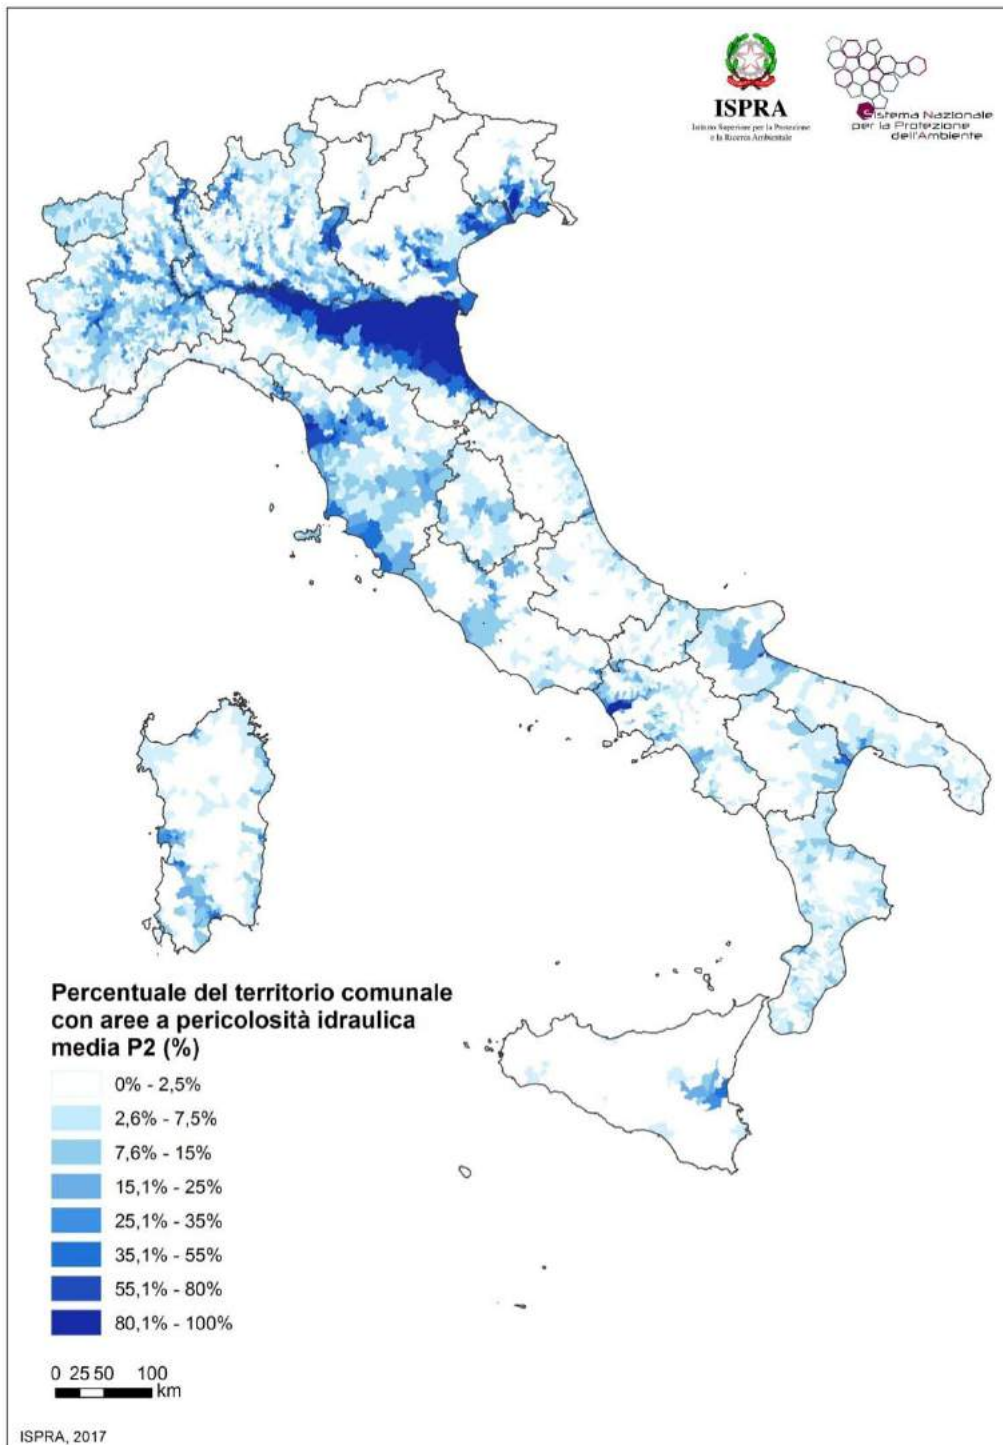 ISPRA
Istituto Superiore per la Protezione
e la Ricerca Ambientale
Sistema Nazionale
per la Protezione
dell'Ambiente
Percentuale del territorio comunale
con aree a pericolosità idraulica
media P2 (%)
0% - 2,5%
2,6% - 7,5%
7,6% - 15%
15,1% - 25%
25,1% - 35%
35,1% - 55%
55,1% - 80%
80,1% - 100%
0 25 50 100
km
ISPRA, 2017